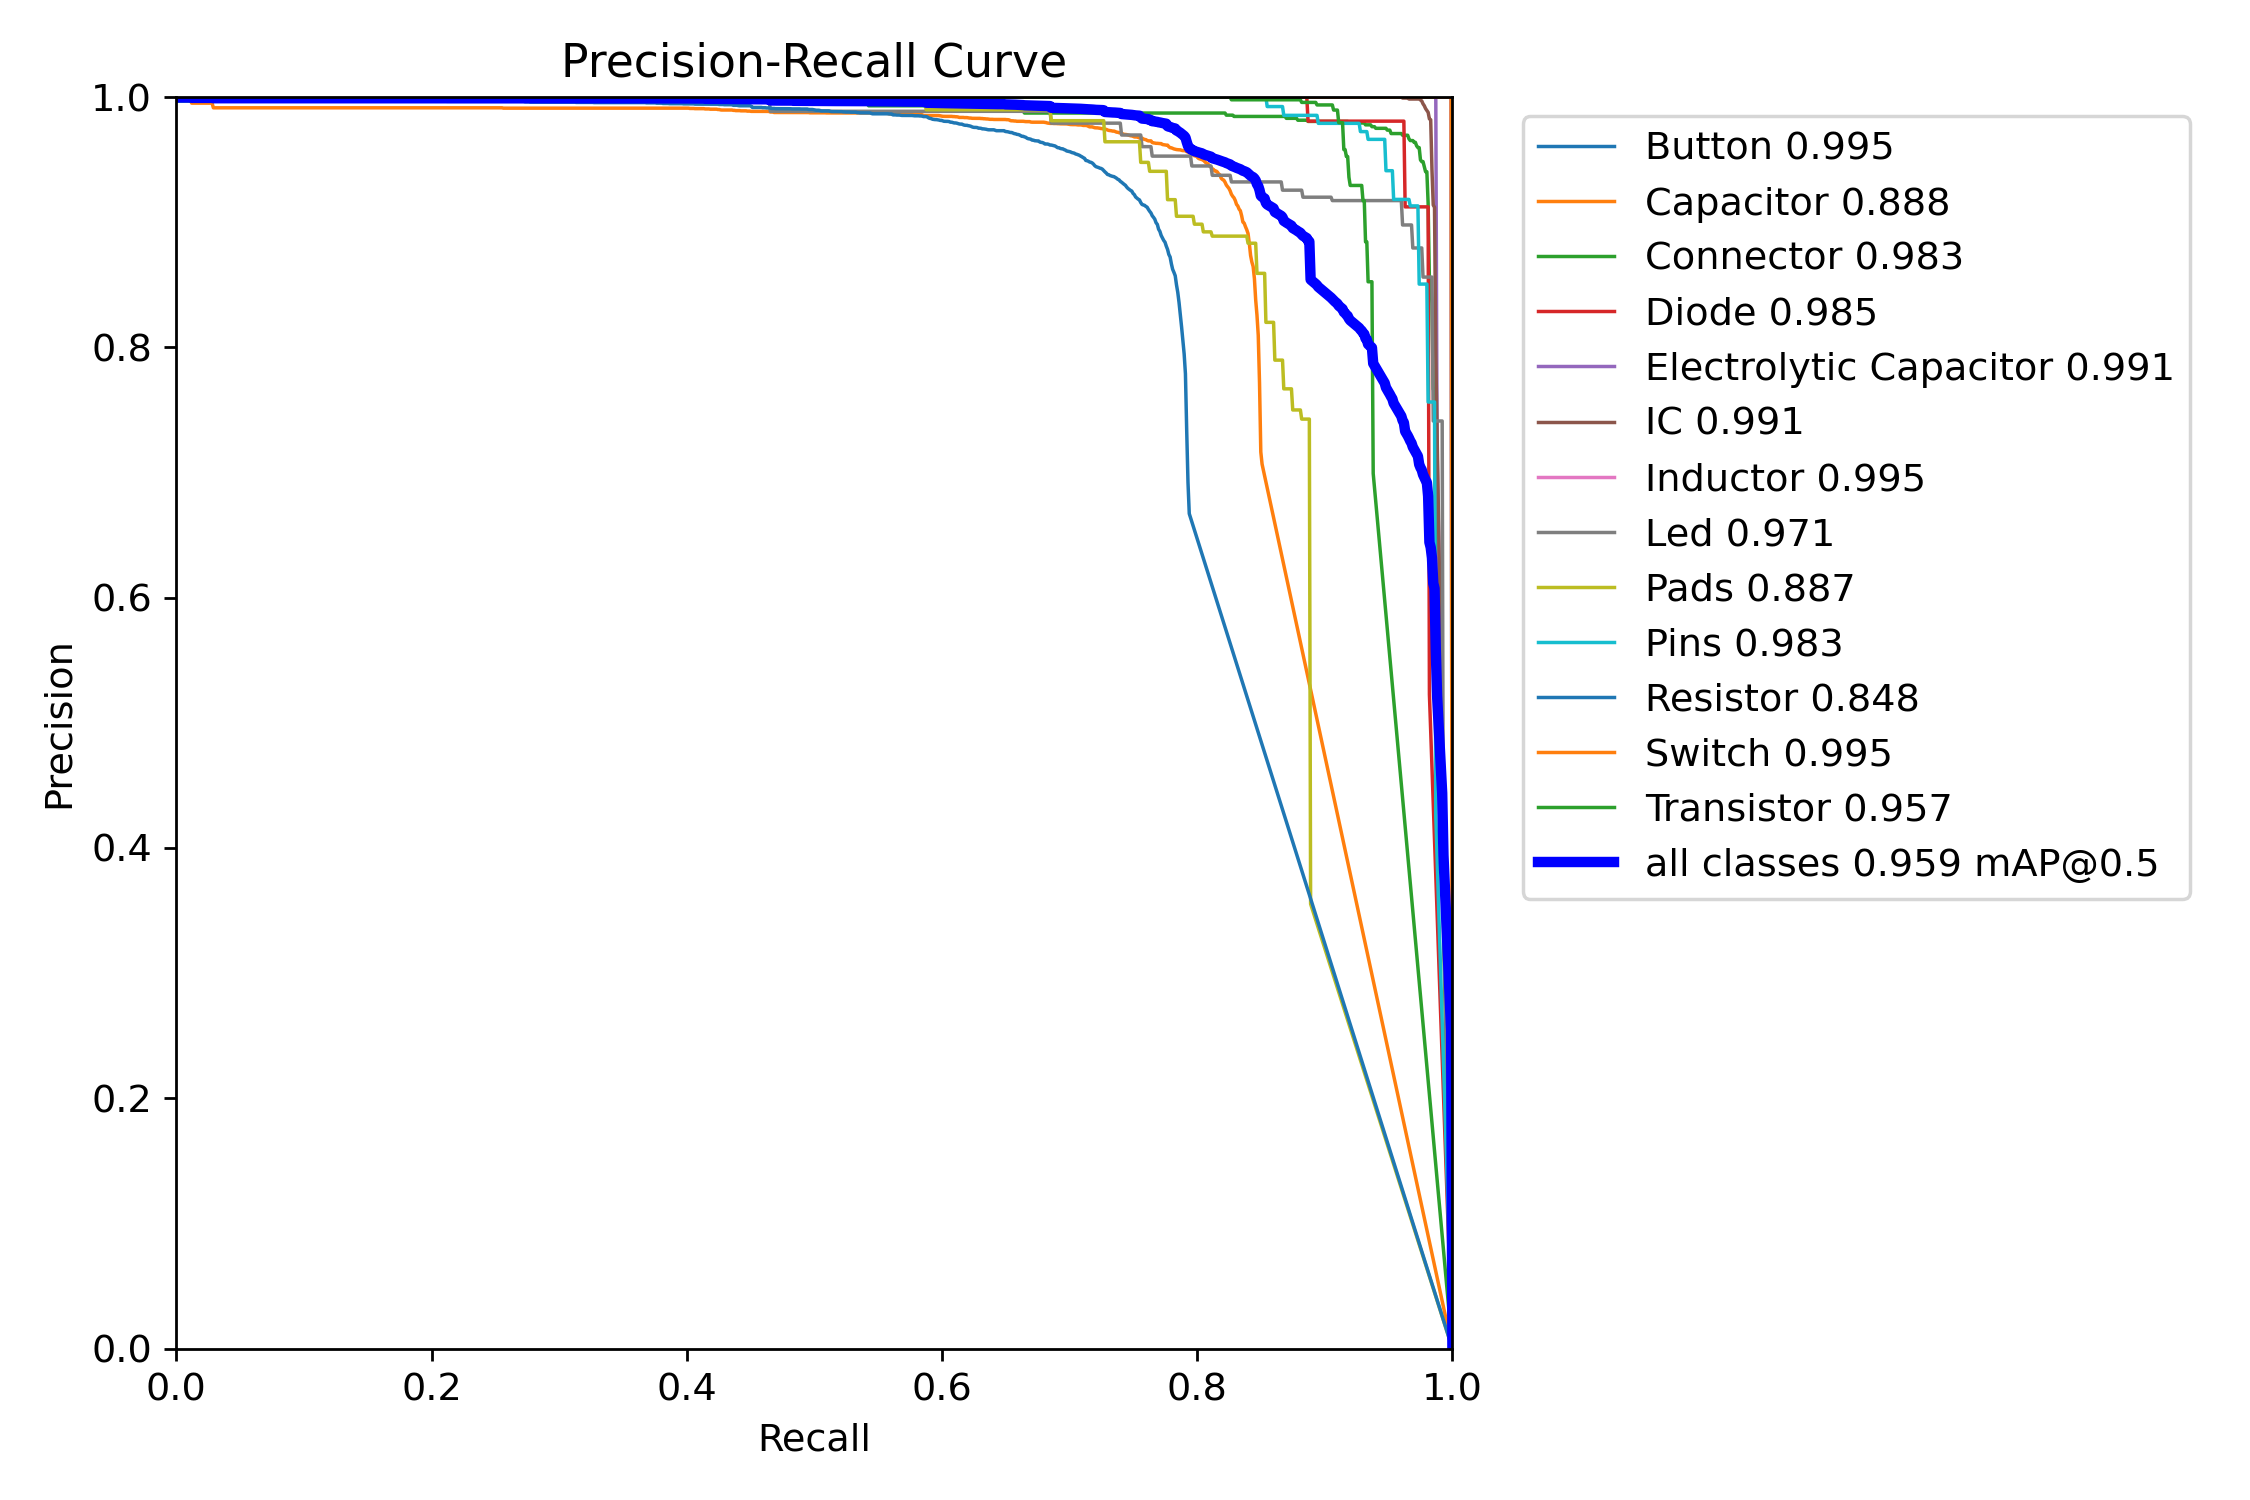 Precision-Recall Curve
1.0
0.8
0.6
0.4
0.2
0.0
Precision
0.0 0.2 0.4 0.6 0.8 1.0
Recall
Button 0.995
Capacitor 0.888
Connector 0.983
Diode 0.985
Electrolytic Capacitor 0.991
IC 0.991
Inductor 0.995
Led 0.971
Pads 0.887
Pins 0.983
Resistor 0.848
Switch 0.995
Transistor 0.957
all classes 0.959 mAP@0.5